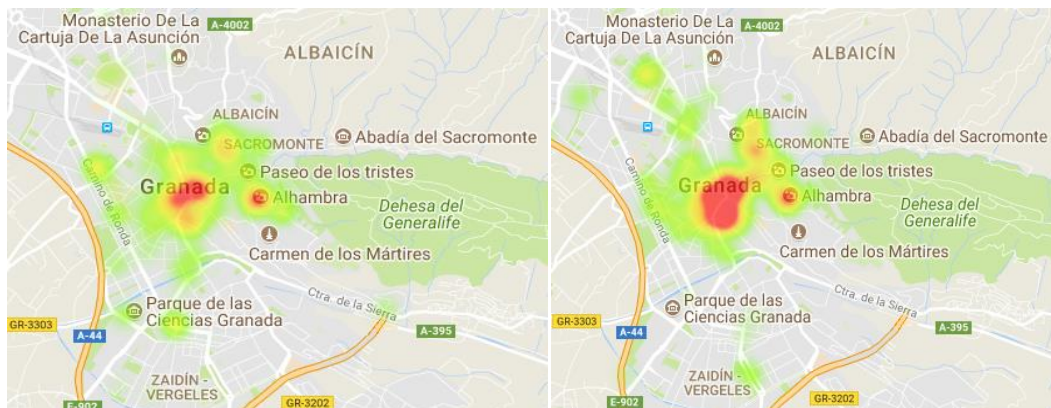 Monasterio De La
Cartuja De La Asunción
A-4002
ALBAICÍN
ALBAICÍN
SACROMONTE
Abadía del Sacromonte
Paseo de los tristes
Granada
Alhambra
Camino de Ronda
Dehesa del
Generalife
Carmen de los Mártires
Ctra. de la Sierra
Parque de las
Ciencias Granada
GR-3303
A-44
A-395
ZAIDÍN -
VERGELES
E-902
GR-3202
Monasterio De La
Cartuja De La Asunción
A-4002
ALBAICÍN
ALBAICÍN
SACROMONTE
Abadía del Sacromonte
Paseo de los tristes
Granada
Alhambra
Camino de Ronda
Dehesa del
Generalife
Carmen de los Mártires
Ctra. de la Sierra
Parque de las
Ciencias Granada
GR-3303
A-44
A-395
ZAIDÍN -
VERGELES
E-902
GR-3202